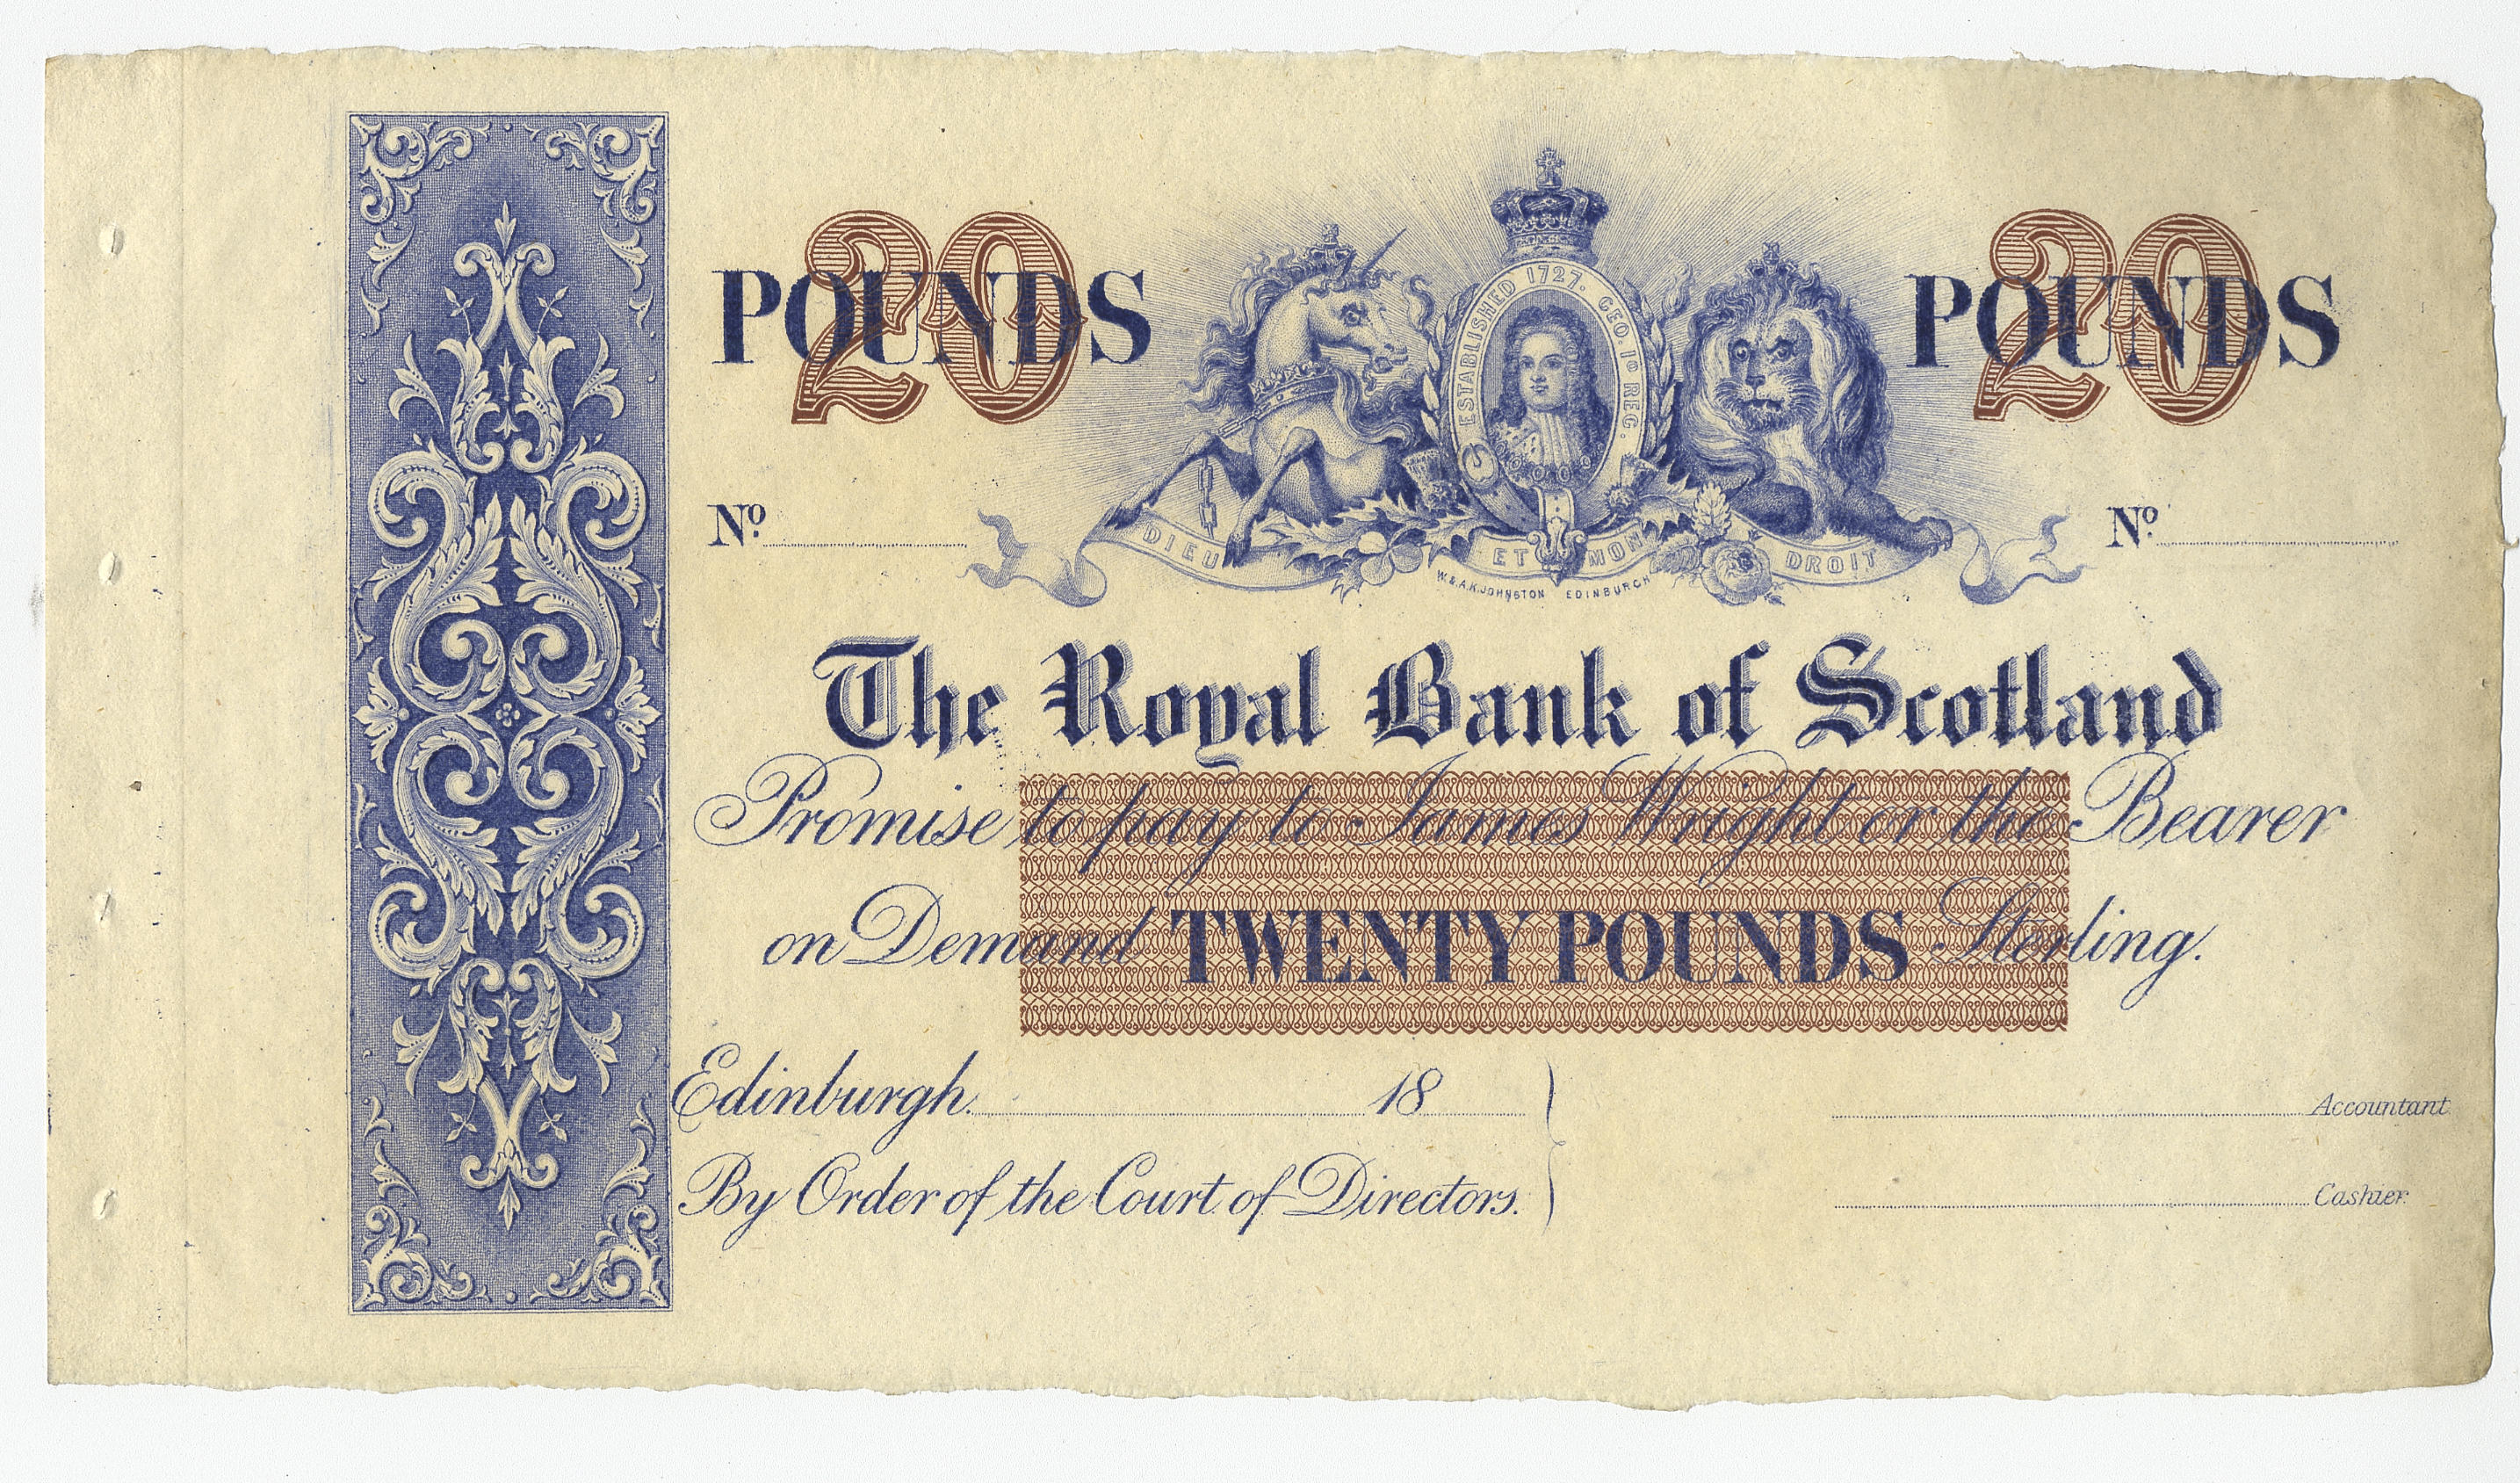 20 POUNDS
20 POUNDS
ESTABLISHED 1727. GEO. 1º REG.
Nº
Nº
DIEU ET MON DROIT
W. & A.K. JOHNSTON EDINBURGH
The Royal Bank of Scotland
Promise to pay to James Wright or the Bearer
on Demand TWENTY POUNDS Sterling.
Edinburgh 18
Accountant
By Order of the Court of Directors.
Cashier